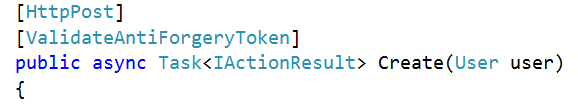 [HttpPost]
[ValidateAntiForgeryToken]
public async Task<IActionResult> Create(User user)
{